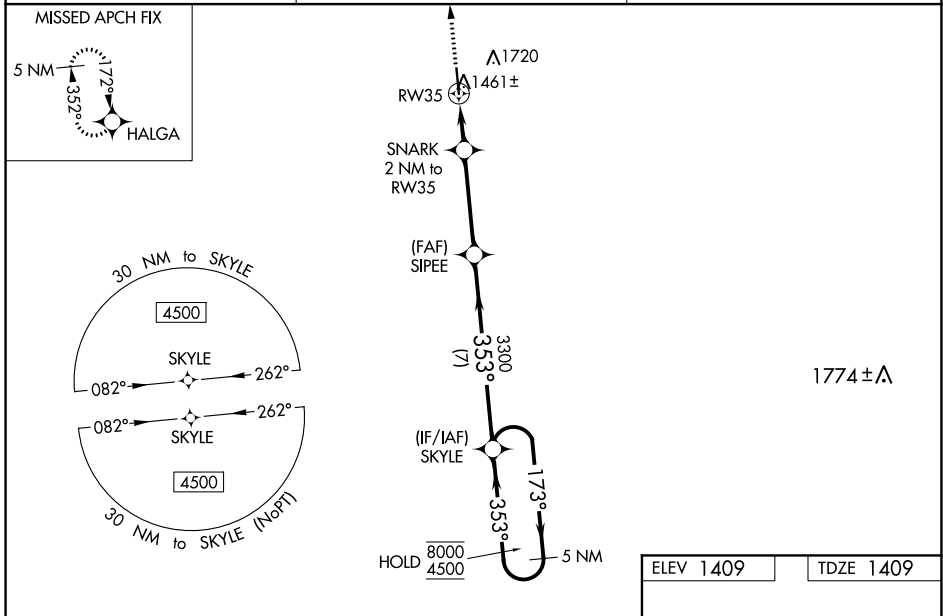 MISSED APCH FIX
5 NM
172°
352°
HALGA
1720
1461±
RW35
SNARK
2 NM to
RW35
(FAF)
SIPEE
3300
353°
(7)
(IF/IAF)
SKYLE
173°
353°
HOLD 8000
4500
5 NM
1774±
30 NM to SKYLE
4500
SKYLE
082°
262°
082°
262°
SKYLE
4500
30 NM to SKYLE (NoPT)
ELEV 1409
TDZE 1409